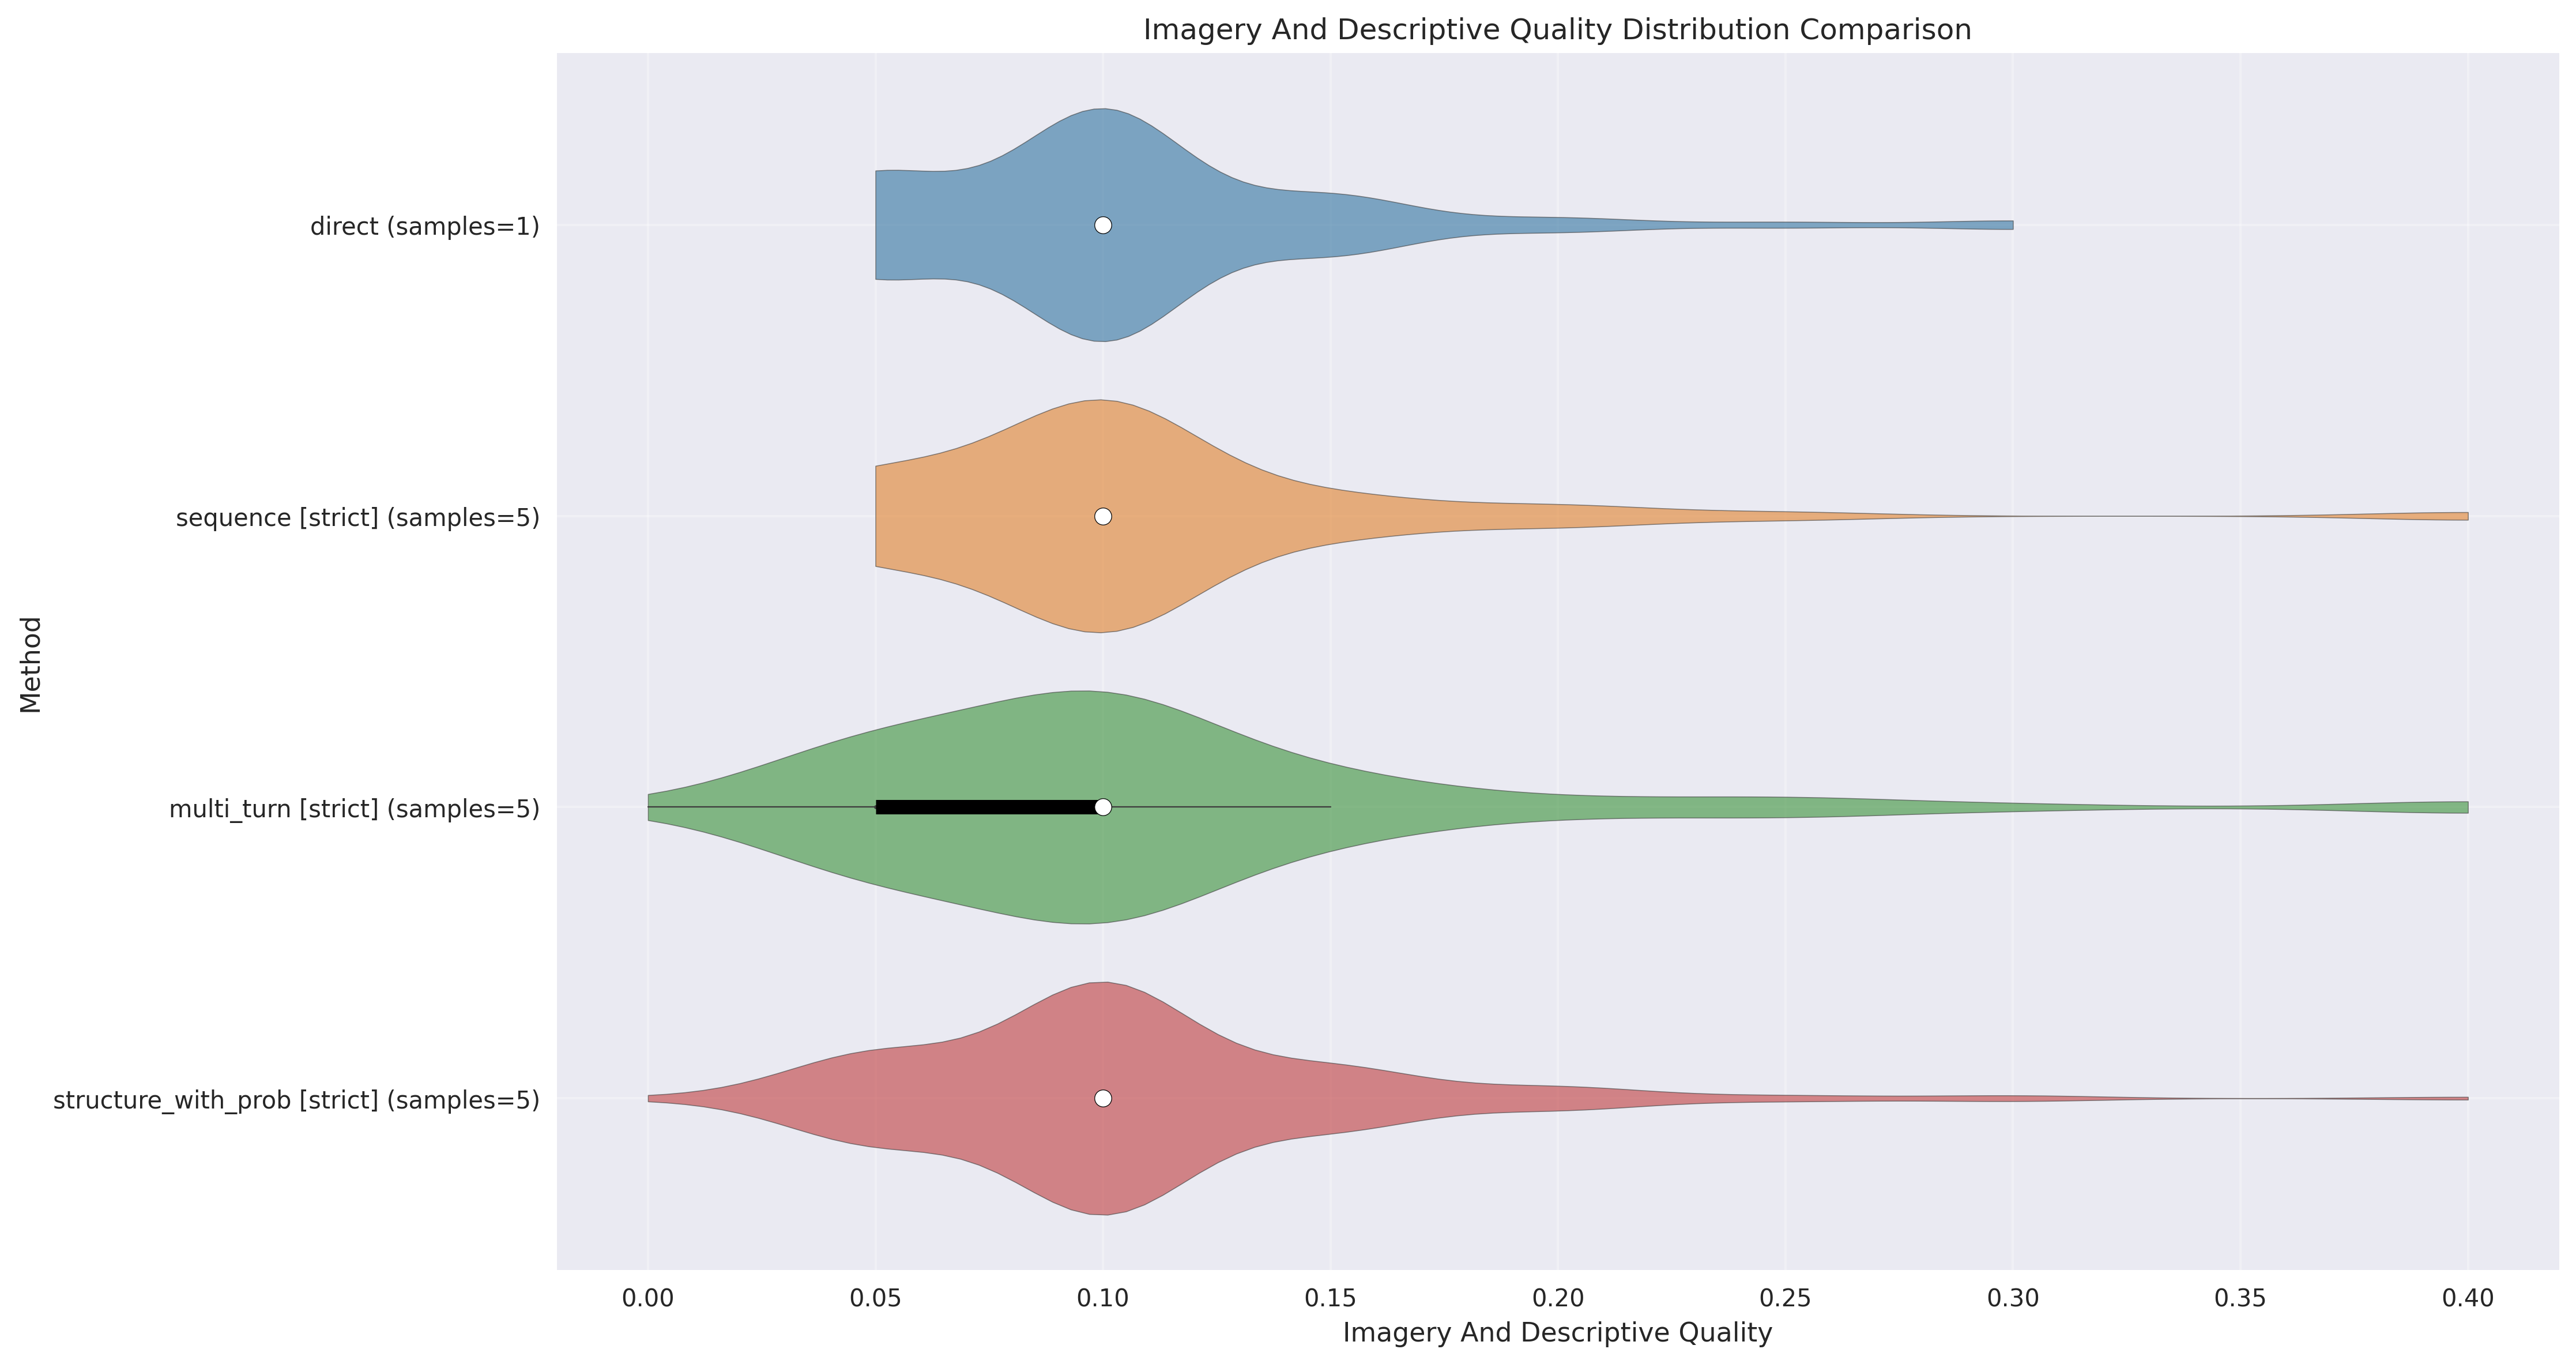 Imagery And Descriptive Quality Distribution Comparison
Method
direct (samples=1)
sequence [strict] (samples=5)
multi_turn [strict] (samples=5)
structure_with_prob [strict] (samples=5)
0.00 0.05 0.10 0.15 0.20 0.25 0.30 0.35 0.40
Imagery And Descriptive Quality